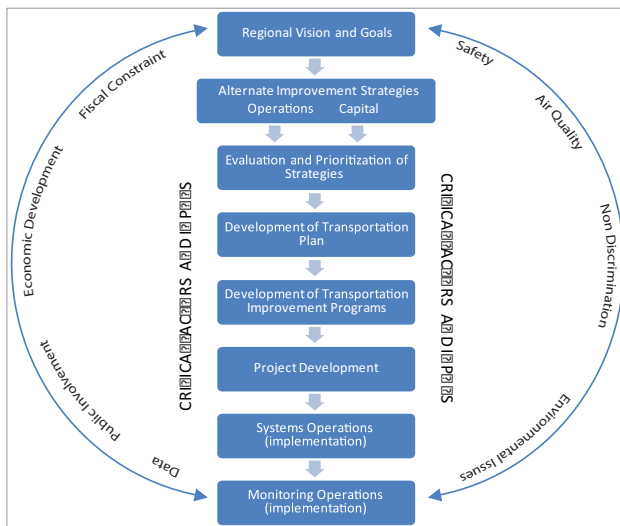 Regional Vision and Goals
Alternate Improvement Strategies
Operations Capital
Evaluation and Prioritization of
Strategies
Development of Transportation
Plan
Development of Transportation
Improvement Programs
Project Development
Systems Operations
(implementation)
Monitoring Operations
(implementation)
Fiscal Constraint
Economic Development
Public Involvement
Data
Safety
Air Quality
Non Discrimination
Environmental Issues